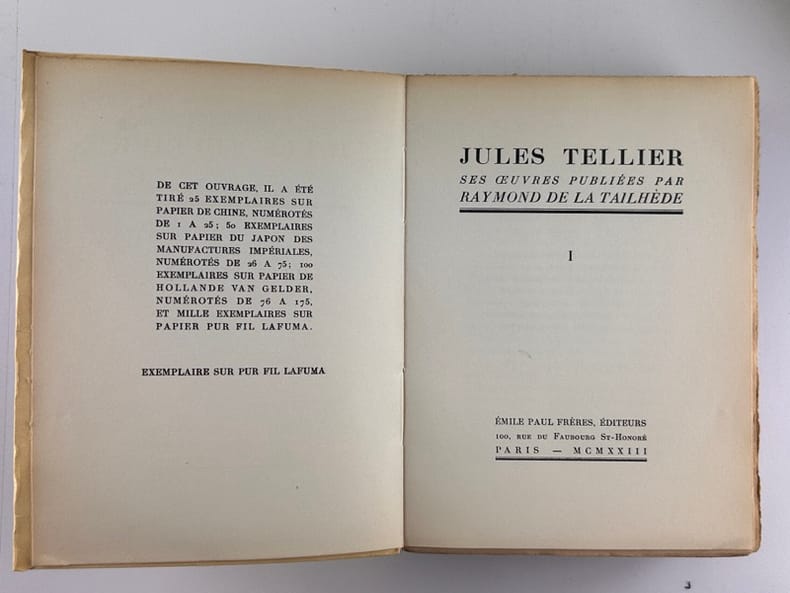 DE CET OUVRAGE, IL A ÉTÉ
TIRÉ 25 EXEMPLAIRES SUR
PAPIER DE CHINE, NUMÉROTÉS
DE 1 A 25; 50 EXEMPLAIRES
SUR PAPIER DU JAPON DES
MANUFACTURES IMPÉRIALES,
NUMÉROTÉS DE 26 A 75; 100
EXEMPLAIRES SUR PAPIER DE
HOLLANDE VAN GELDER,
NUMÉROTÉS DE 76 A 175,
ET MILLE EXEMPLAIRES SUR
PAPIER PUR FIL LAFUMA.
EXEMPLAIRE SUR PUR FIL LAFUMA
JULES TELLIER
SES ŒUVRES PUBLIÉES PAR
RAYMOND DE LA TAILHÈDE
I
ÉMILE PAUL FRÈRES, ÉDITEURS
100, RUE DU FAUBOURG ST-HONORÉ
PARIS — MCMXXIII